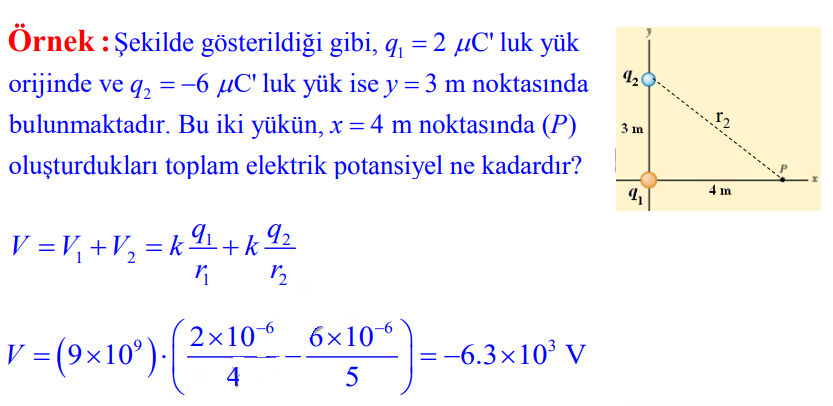 Örnek : Şekilde gösterildiği gibi, q₁ = 2 μC' luk yük
orijinde ve q₂ = −6 μC' luk yük ise y = 3 m noktasında
bulunmaktadır. Bu iki yükün, x = 4 m noktasında (P)
oluşturdukları toplam elektrik potansiyel ne kadardır?
y
q₂
r₂
3 m
P
x
q₁
4 m
V = V₁ + V₂ = k q₁/r₁ + k q₂/r₂
V = (9×10⁹)·(2×10⁻⁶/4 − 6×10⁻⁶/5) = −6.3×10³ V